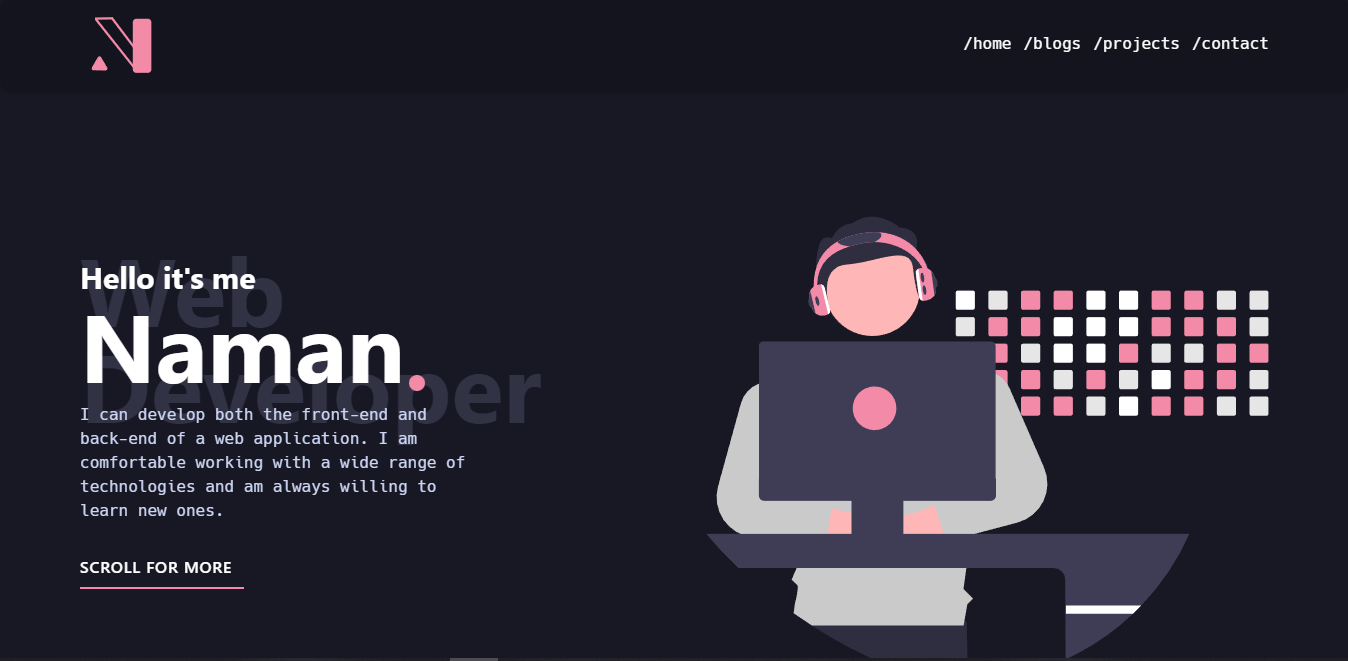 /home /blogs /projects /contact
Web
Hello it's me
Naman.
Developer
I can develop both the front-end and
back-end of a web application. I am
comfortable working with a wide range of
technologies and am always willing to
learn new ones.
SCROLL FOR MORE